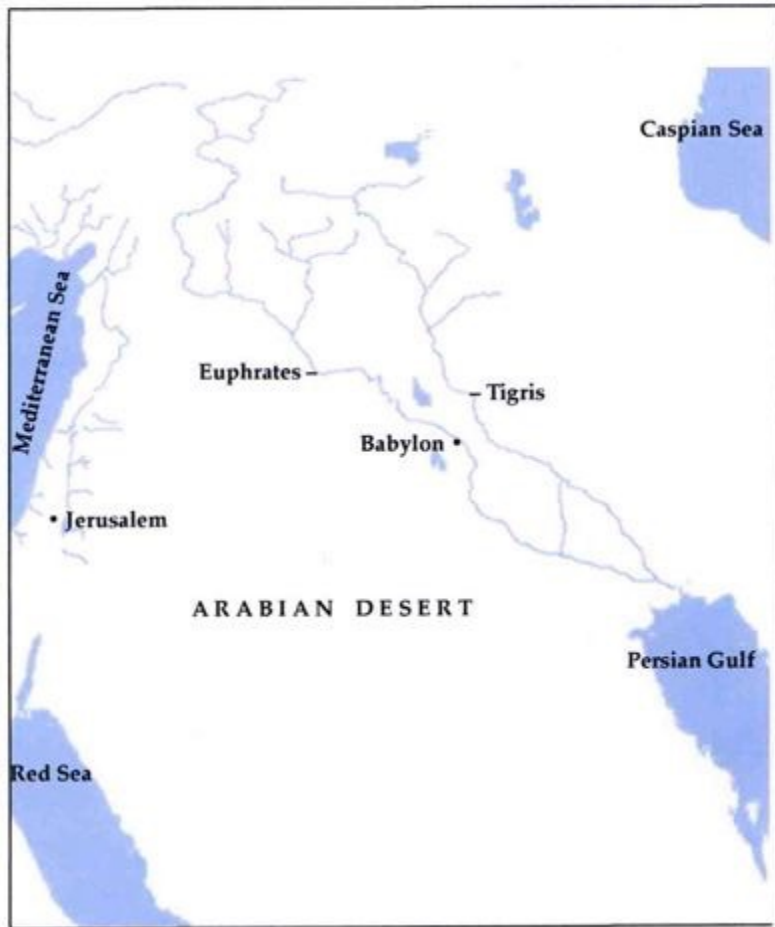 Caspian Sea
Mediterranean Sea
Euphrates –
– Tigris
Babylon •
• Jerusalem
ARABIAN DESERT
Persian Gulf
Red Sea